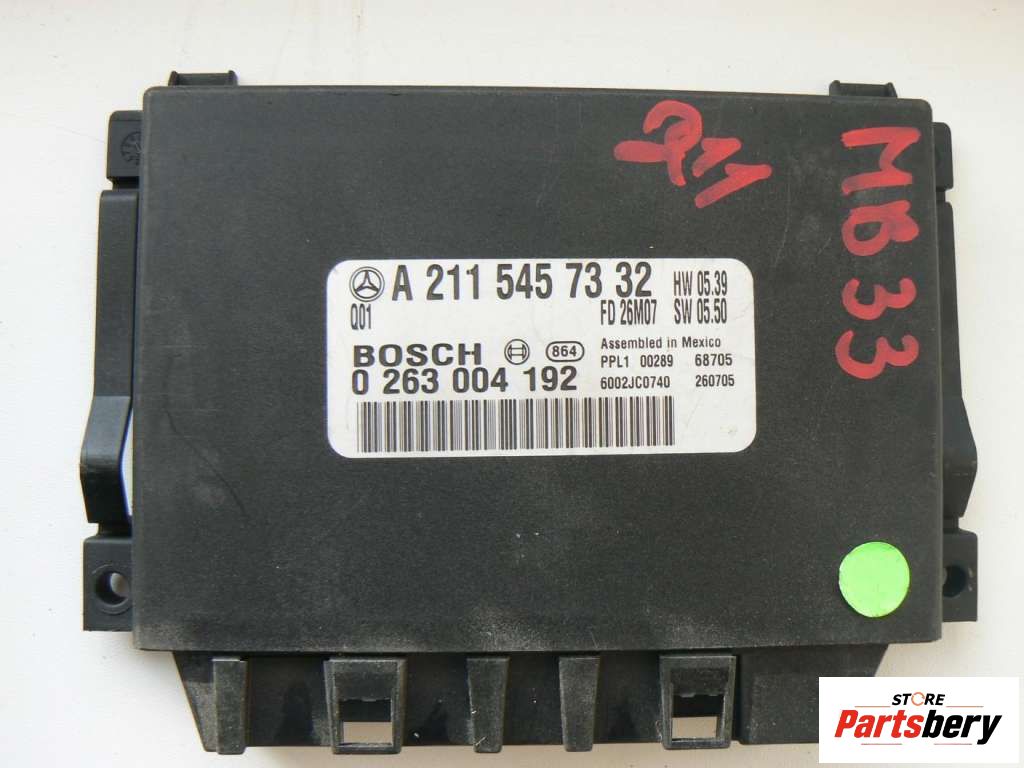 MB33
A 211 545 73 32 HW 05.39
Q01 FD 26M07 SW 05.50
BOSCH 864 Assembled in Mexico
PPL1 00289 68705
0 263 004 192 6002JC0740 260705
STORE
Partsbery